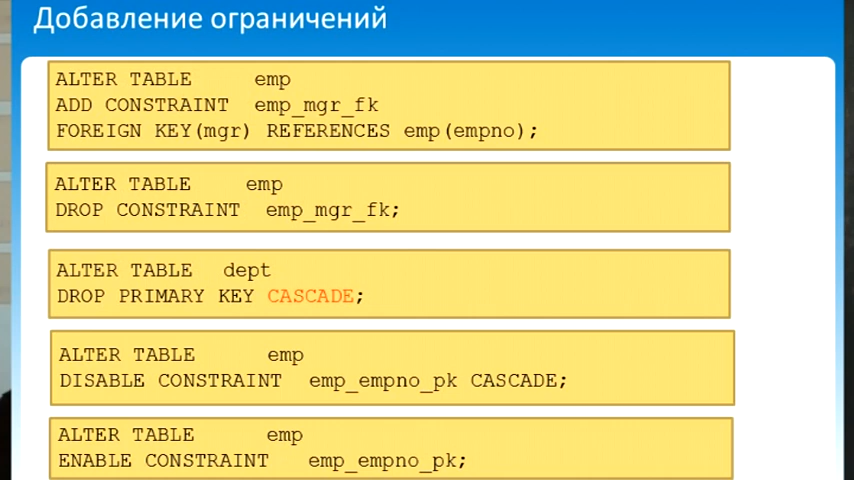 Добавление ограничений
ALTER TABLE emp
ADD CONSTRAINT emp_mgr_fk
FOREIGN KEY(mgr) REFERENCES emp(empno);
ALTER TABLE emp
DROP CONSTRAINT emp_mgr_fk;
ALTER TABLE dept
DROP PRIMARY KEY CASCADE;
ALTER TABLE emp
DISABLE CONSTRAINT emp_empno_pk CASCADE;
ALTER TABLE emp
ENABLE CONSTRAINT emp_empno_pk;